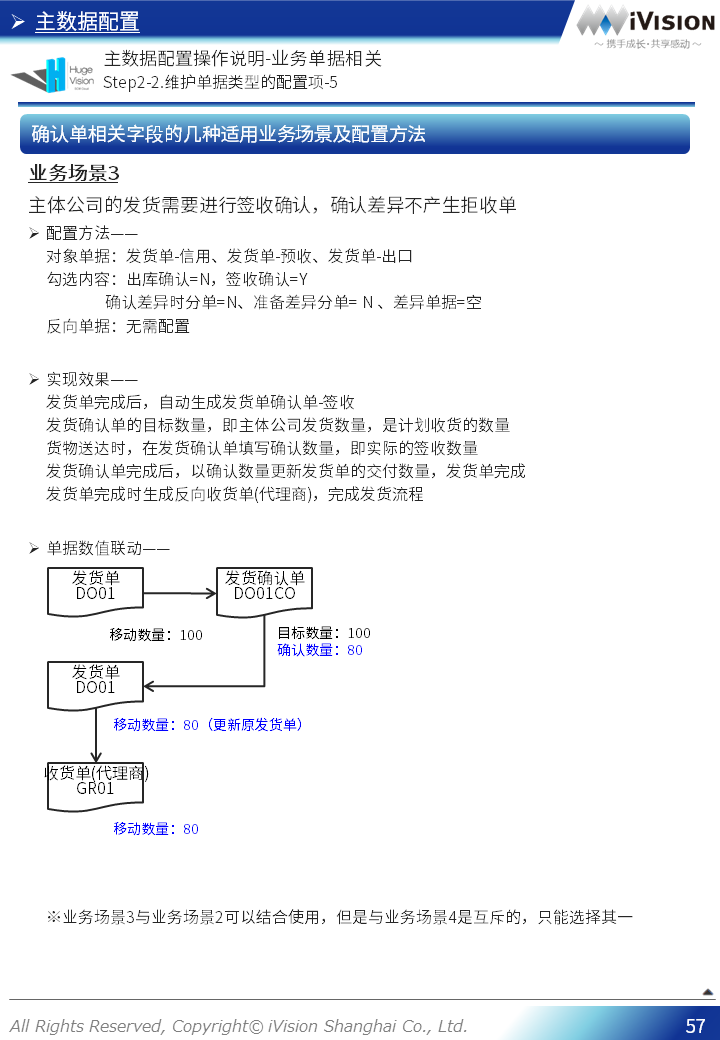 主数据配置
iVISION
～ 携手成长·共享感动 ～
Huge
Vision
主数据配置操作说明-业务单据相关
Step2-2.维护单据类型的配置项-5
确认单相关字段的几种适用业务场景及配置方法
业务场景3
主体公司的发货需要进行签收确认，确认差异不产生拒收单
➢ 配置方法——
对象单据：发货单-信用、发货单-预收、发货单-出口
勾选内容：出库确认=N，签收确认=Y
确认差异时分单=N、准备差异分单= N 、差异单据=空
反向单据：无需配置
➢ 实现效果——
发货单完成后，自动生成发货单确认单-签收
发货确认单的目标数量，即主体公司发货数量，是计划收货的数量
货物送达时，在发货确认单填写确认数量，即实际的签收数量
发货确认单完成后，以确认数量更新发货单的交付数量，发货单完成
发货单完成时生成反向收货单(代理商)，完成发货流程
➢ 单据数值联动——
发货单
DO01
发货确认单
DO01CO
移动数量：100
目标数量：100
确认数量：80
发货单
DO01
移动数量：80（更新原发货单）
收货单(代理商)
GR01
移动数量：80
※业务场景3与业务场景2可以结合使用，但是与业务场景4是互斥的，只能选择其一
All Rights Reserved, Copyright© iVision Shanghai Co., Ltd.
57